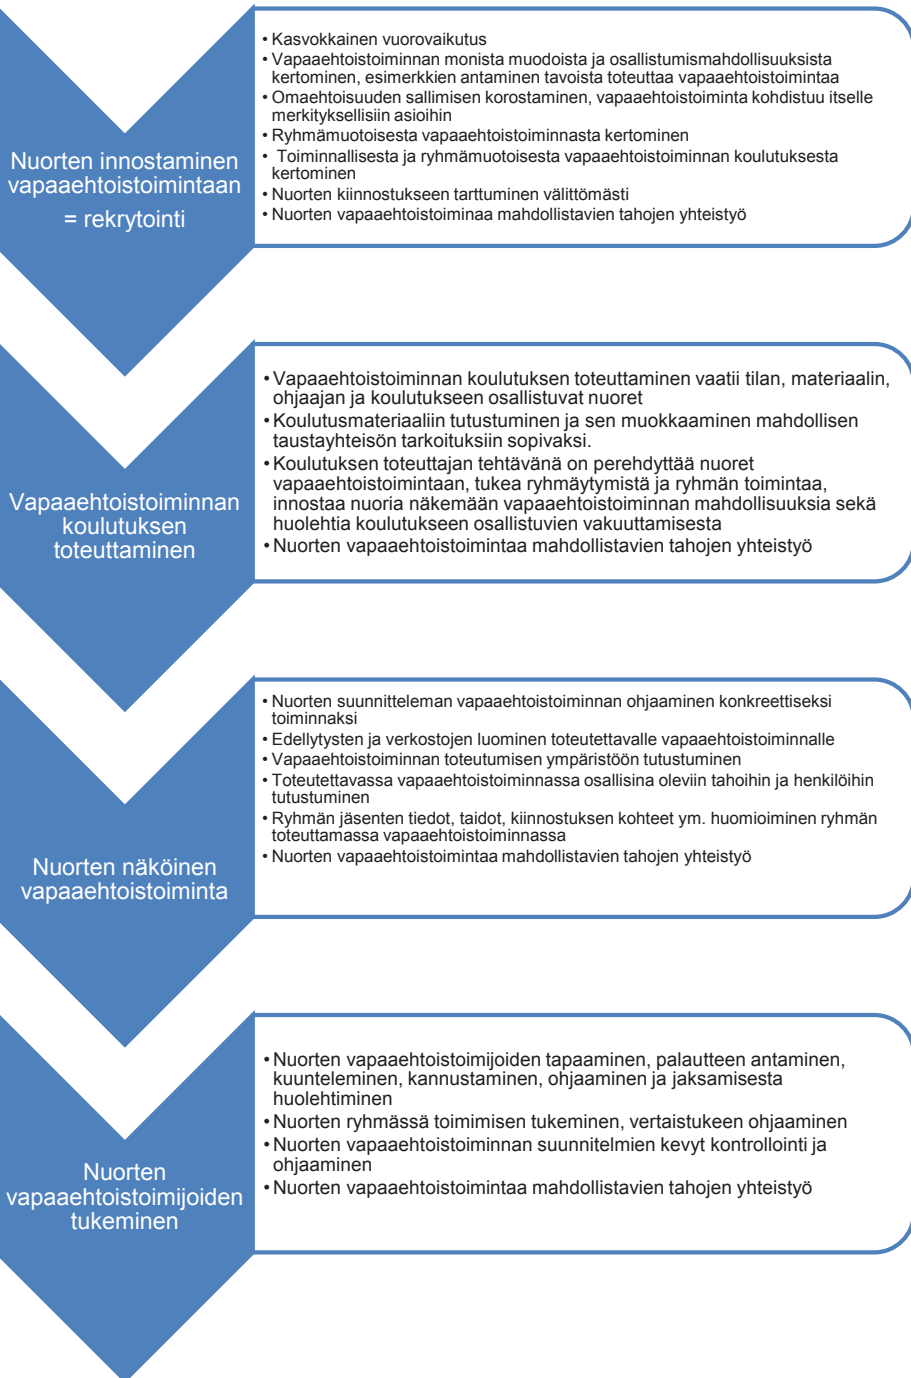 Nuorten innostaminen
vapaaehtoistoimintaan
= rekrytointi
• Kasvokkainen vuorovaikutus
• Vapaaehtoistoiminnan monista muodoista ja osallistumismahdollisuuksista
kertominen, esimerkkien antaminen tavoista toteuttaa vapaaehtoistoimintaa
• Omaehtoisuuden sallimisen korostaminen, vapaaehtoistoiminta kohdistuu itselle
merkityksellisiin asioihin
• Ryhmämuotoisesta vapaaehtoistoiminnasta kertominen
• Toiminnallisesta ja ryhmämuotoisesta vapaaehtoistoiminnan koulutuksesta
kertominen
• Nuorten kiinnostukseen tarttuminen välittömästi
• Nuorten vapaaehtoistoiminaa mahdollistavien tahojen yhteistyö
Vapaaehtoistoiminnan
koulutuksen
toteuttaminen
• Vapaaehtoistoiminnan koulutuksen toteuttaminen vaatii tilan, materiaalin,
ohjaajan ja koulutukseen osallistuvat nuoret
• Koulutusmateriaaliin tutustuminen ja sen muokkaaminen mahdollisen
taustayhteisön tarkoituksiin sopivaksi.
• Koulutuksen toteuttajan tehtävänä on perehdyttää nuoret
vapaaehtoistoimintaan, tukea ryhmäytymistä ja ryhmän toimintaa,
innostaa nuoria näkemään vapaaehtoistoiminnan mahdollisuuksia sekä
huolehtia koulutukseen osallistuvien vakuuttamisesta
• Nuorten vapaaehtoistoimintaa mahdollistavien tahojen yhteistyö
Nuorten näköinen
vapaaehtoistoiminta
• Nuorten suunnitteleman vapaaehtoistoiminnan ohjaaminen konkreettiseksi
toiminnaksi
• Edellytysten ja verkostojen luominen toteutettavalle vapaaehtoistoiminnalle
• Vapaaehtoistoiminnan toteutumisen ympäristöön tutustuminen
• Toteutettavassa vapaaehtoistoiminnassa osallisina oleviin tahoihin ja henkilöihin
tutustuminen
• Ryhmän jäsenten tiedot, taidot, kiinnostuksen kohteet ym. huomioiminen ryhmän
toteuttamassa vapaaehtoistoiminnassa
• Nuorten vapaaehtoistoimintaa mahdollistavien tahojen yhteistyö
Nuorten
vapaaehtoistoimijoiden
tukeminen
• Nuorten vapaaehtoistoimijoiden tapaaminen, palautteen antaminen,
kuunteleminen, kannustaminen, ohjaaminen ja jaksamisesta
huolehtiminen
• Nuorten ryhmässä toimimisen tukeminen, vertaistukeen ohjaaminen
• Nuorten vapaaehtoistoiminnan suunnitelmien kevyt kontrollointi ja
ohjaaminen
• Nuorten vapaaehtoistoimintaa mahdollistavien tahojen yhteistyö